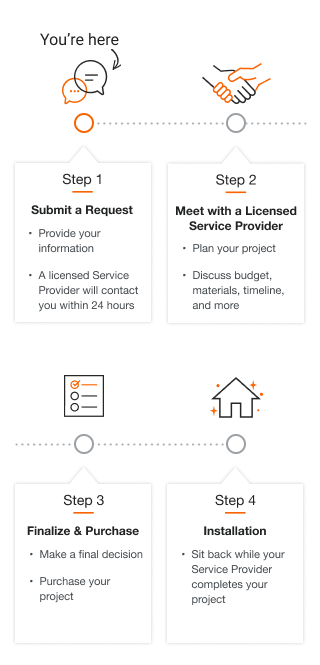 You're here
Step 1
Submit a Request
• Provide your
information
• A licensed Service
Provider will contact
you within 24 hours
Step 2
Meet with a Licensed
Service Provider
• Plan your project
• Discuss budget,
materials, timeline,
and more
Step 3
Finalize & Purchase
• Make a final decision
• Purchase your
project
Step 4
Installation
• Sit back while your
Service Provider
completes your
project